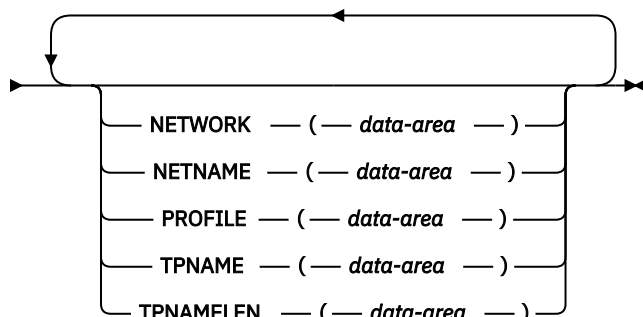 NETWORK ( data-area )
NETNAME ( data-area )
PROFILE ( data-area )
TPNAME ( data-area )
TPNAMELEN ( data-area )